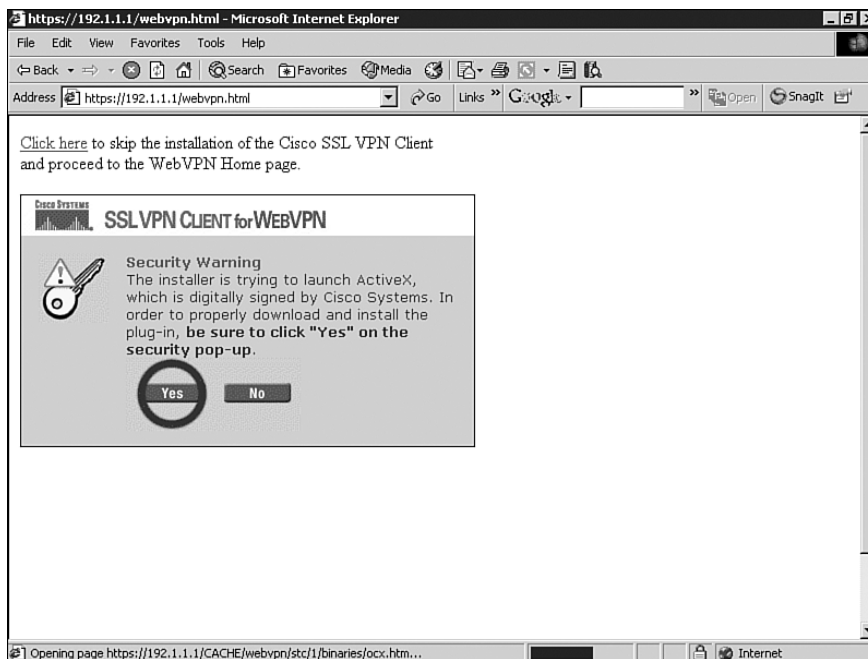 https://192.1.1.1/webvpn.html - Microsoft Internet Explorer
File Edit View Favorites Tools Help
Back Search Favorites Media
Address https://192.1.1.1/webvpn.html Go Links » Google » Open SnagIt
Click here to skip the installation of the Cisco SSL VPN Client
and proceed to the WebVPN Home page.
CISCO SYSTEMS
SSL VPN CLIENT for WEBVPN
Security Warning
The installer is trying to launch ActiveX,
which is digitally signed by Cisco Systems. In
order to properly download and install the
plug-in, be sure to click "Yes" on the
security pop-up.
Yes No
Opening page https://192.1.1.1/CACHE/webvpn/stc/1/binaries/ocx.htm... Internet